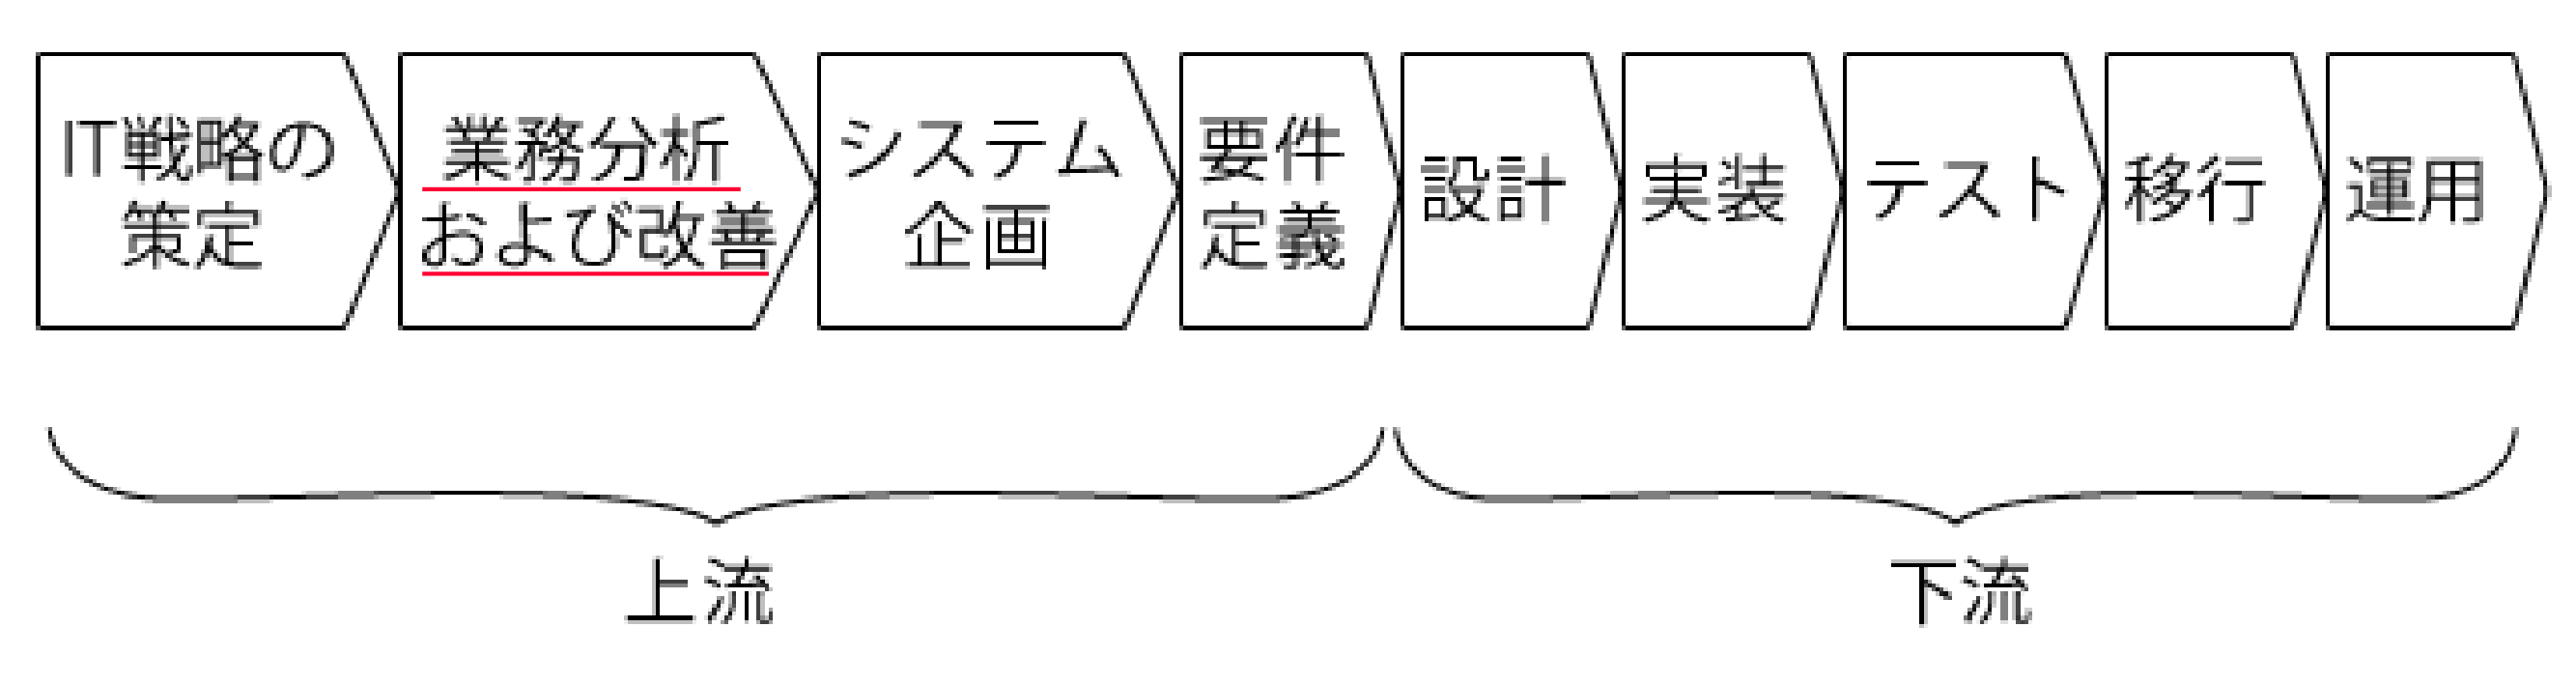 IT戦略の
策定
業務分析
および改善
システム
企画
要件
定義
設計
実装
テスト
移行
運用
上流
下流